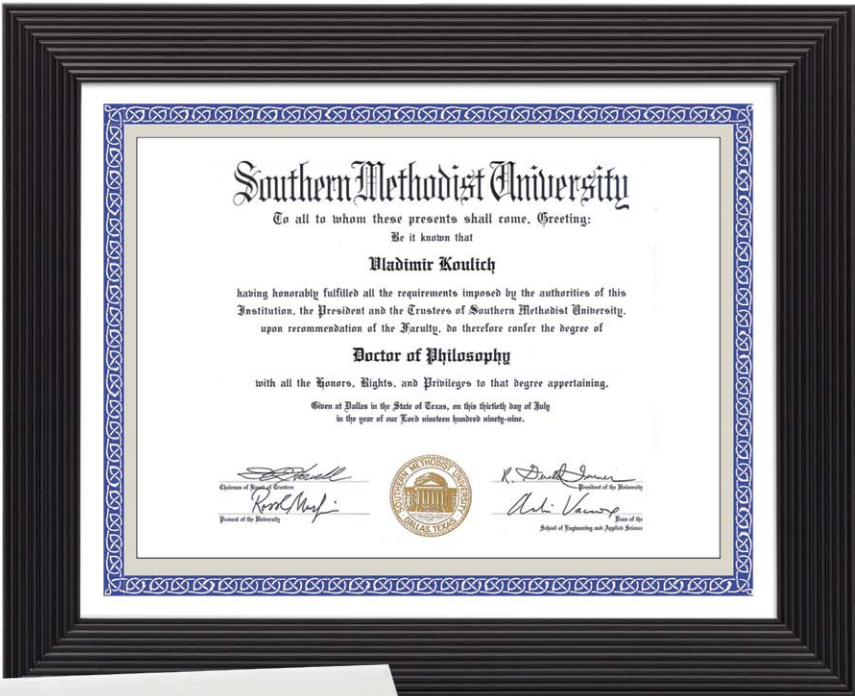 Southern Methodist University
To all to whom these presents shall come, Greeting:
Be it known that
Vladimir Koulich
having honorably fulfilled all the requirements imposed by the authorities of this
Institution, the President and the Trustees of Southern Methodist University,
upon recommendation of the Faculty, do therefore confer the degree of
Doctor of Philosophy
with all the Honors, Rights, and Privileges to that degree appertaining.
Given at Dallas in the State of Texas, on this thirtieth day of July
in the year of our Lord nineteen hundred ninety-nine.
Chairman of Board of Trustees
President of the University
Provost of the University
Dean of the
School of Engineering and Applied Science
SOUTHERN METHODIST UNIVERSITY
DALLAS, TEXAS